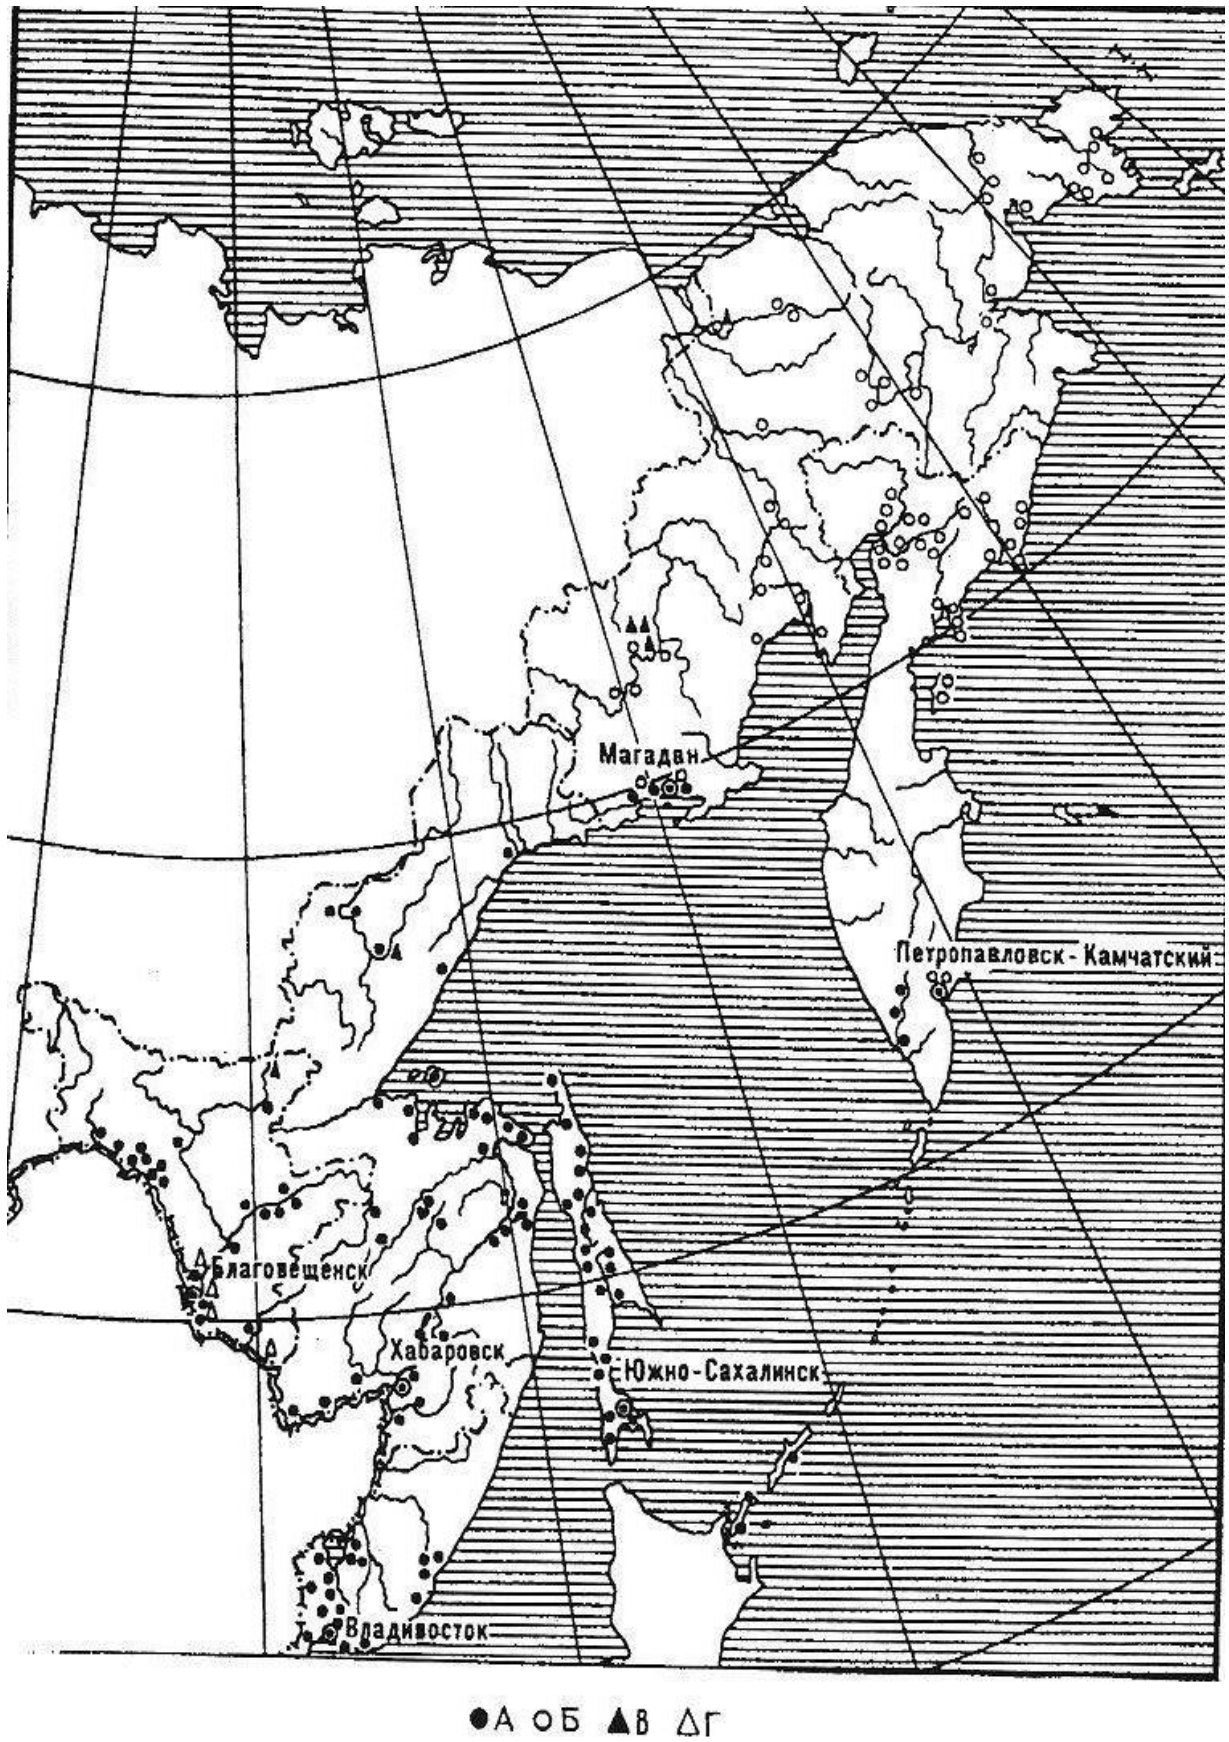 Магадан
Петропавловск-Камчатский
Благовещенск
Хабаровск
Южно-Сахалинск
Владивосток
●А ○Б ▲В △Г